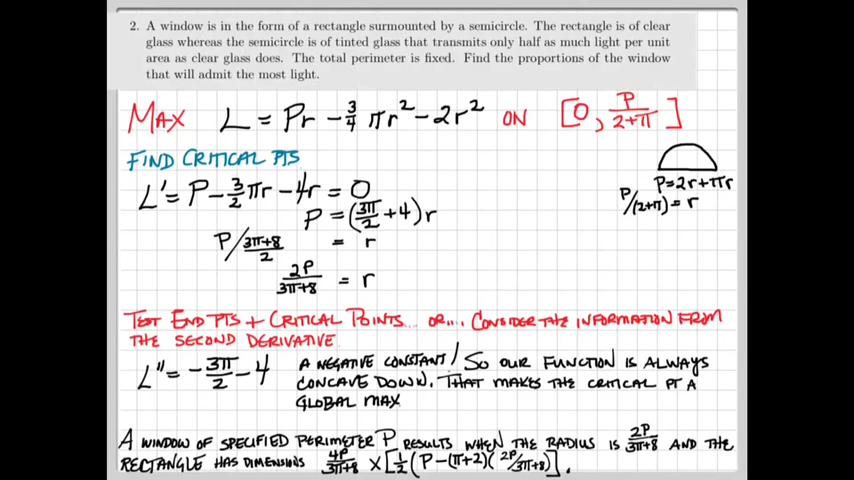 2. A window is in the form of a rectangle surmounted by a semicircle. The rectangle is of clear
glass whereas the semicircle is of tinted glass that transmits only half as much light per unit
area as clear glass does. The total perimeter is fixed. Find the proportions of the window
that will admit the most light.
MAX L = Pr - 3/4 πr² - 2r² ON [0, P/(2+π)]
FIND CRITICAL PTS
P=2r+πr
P/(2+π) = r
L' = P - 3/2 πr - 4r = 0
P = (3π/2 + 4) r
P / (3π+8)/2 = r
2P/(3π+8) = r
TEST END PTS + CRITICAL POINTS... OR... CONSIDER THE INFORMATION FROM
THE SECOND DERIVATIVE
L'' = - 3π/2 - 4 A NEGATIVE CONSTANT! SO OUR FUNCTION IS ALWAYS
CONCAVE DOWN. THAT MAKES THE CRITICAL PT A
GLOBAL MAX
A WINDOW OF SPECIFIED PERIMETER P RESULTS WHEN THE RADIUS IS 2P/(3π+8) AND THE
RECTANGLE HAS DIMENSIONS 4P/(3π+8) × [1/2 (P-(π+2)(2P/3π+8)].